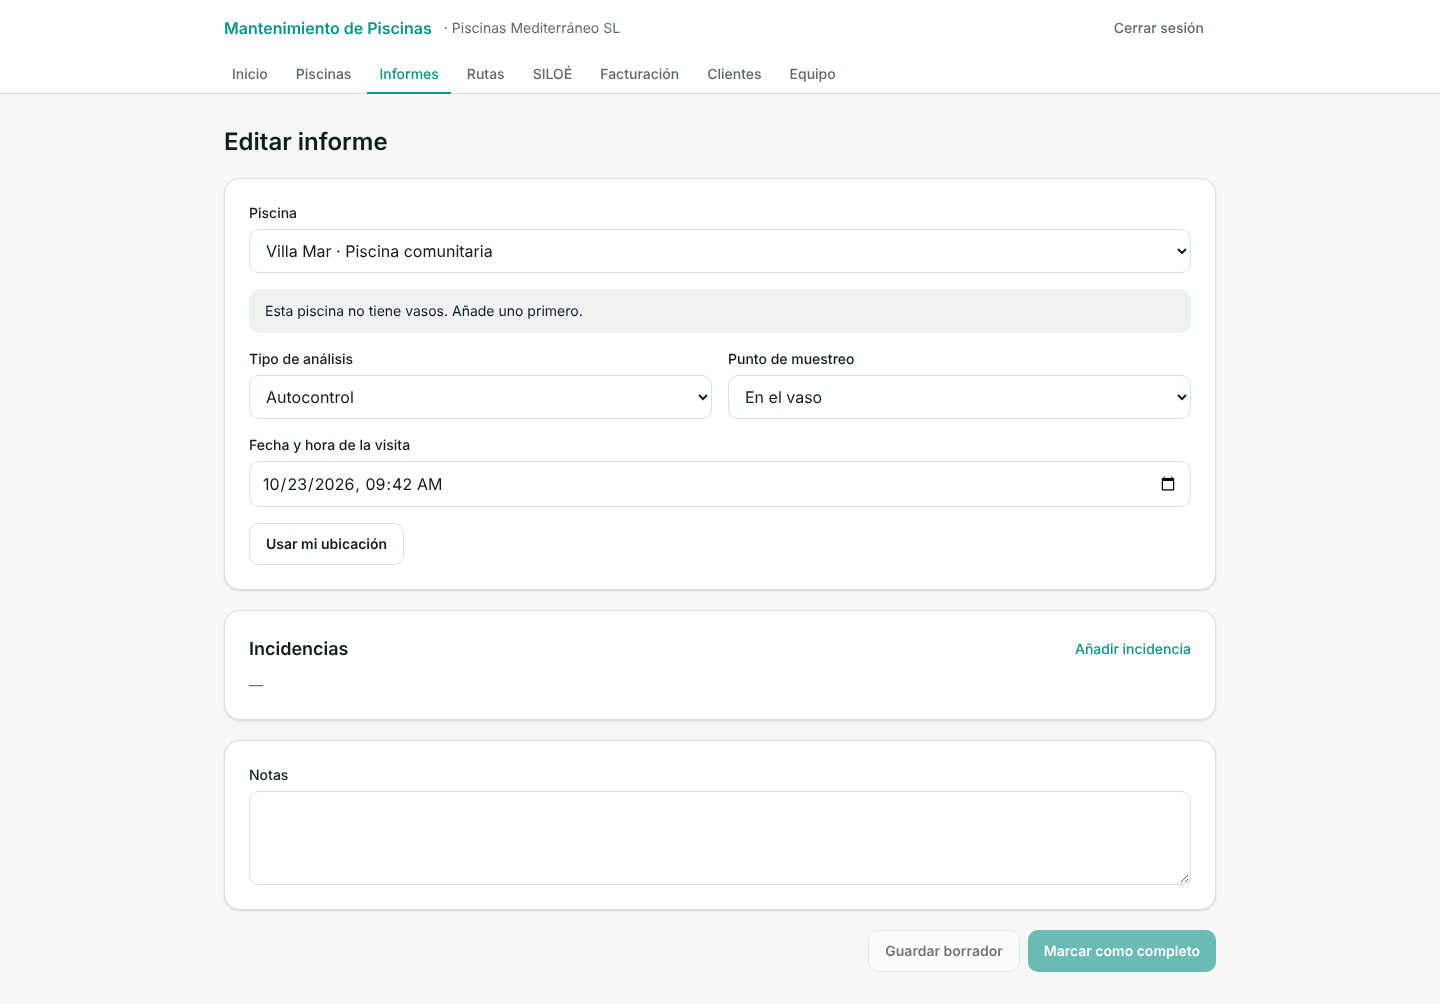 Mantenimiento de Piscinas · Piscinas Mediterráneo SL
Cerrar sesión
Inicio Piscinas Informes Rutas SILOÉ Facturación Clientes Equipo
Editar informe
Piscina
Villa Mar · Piscina comunitaria
Esta piscina no tiene vasos. Añade uno primero.
Tipo de análisis
Autocontrol
Punto de muestreo
En el vaso
Fecha y hora de la visita
10/23/2026, 09:42 AM
Usar mi ubicación
Incidencias
Añadir incidencia
—
Notas
Guardar borrador
Marcar como completo